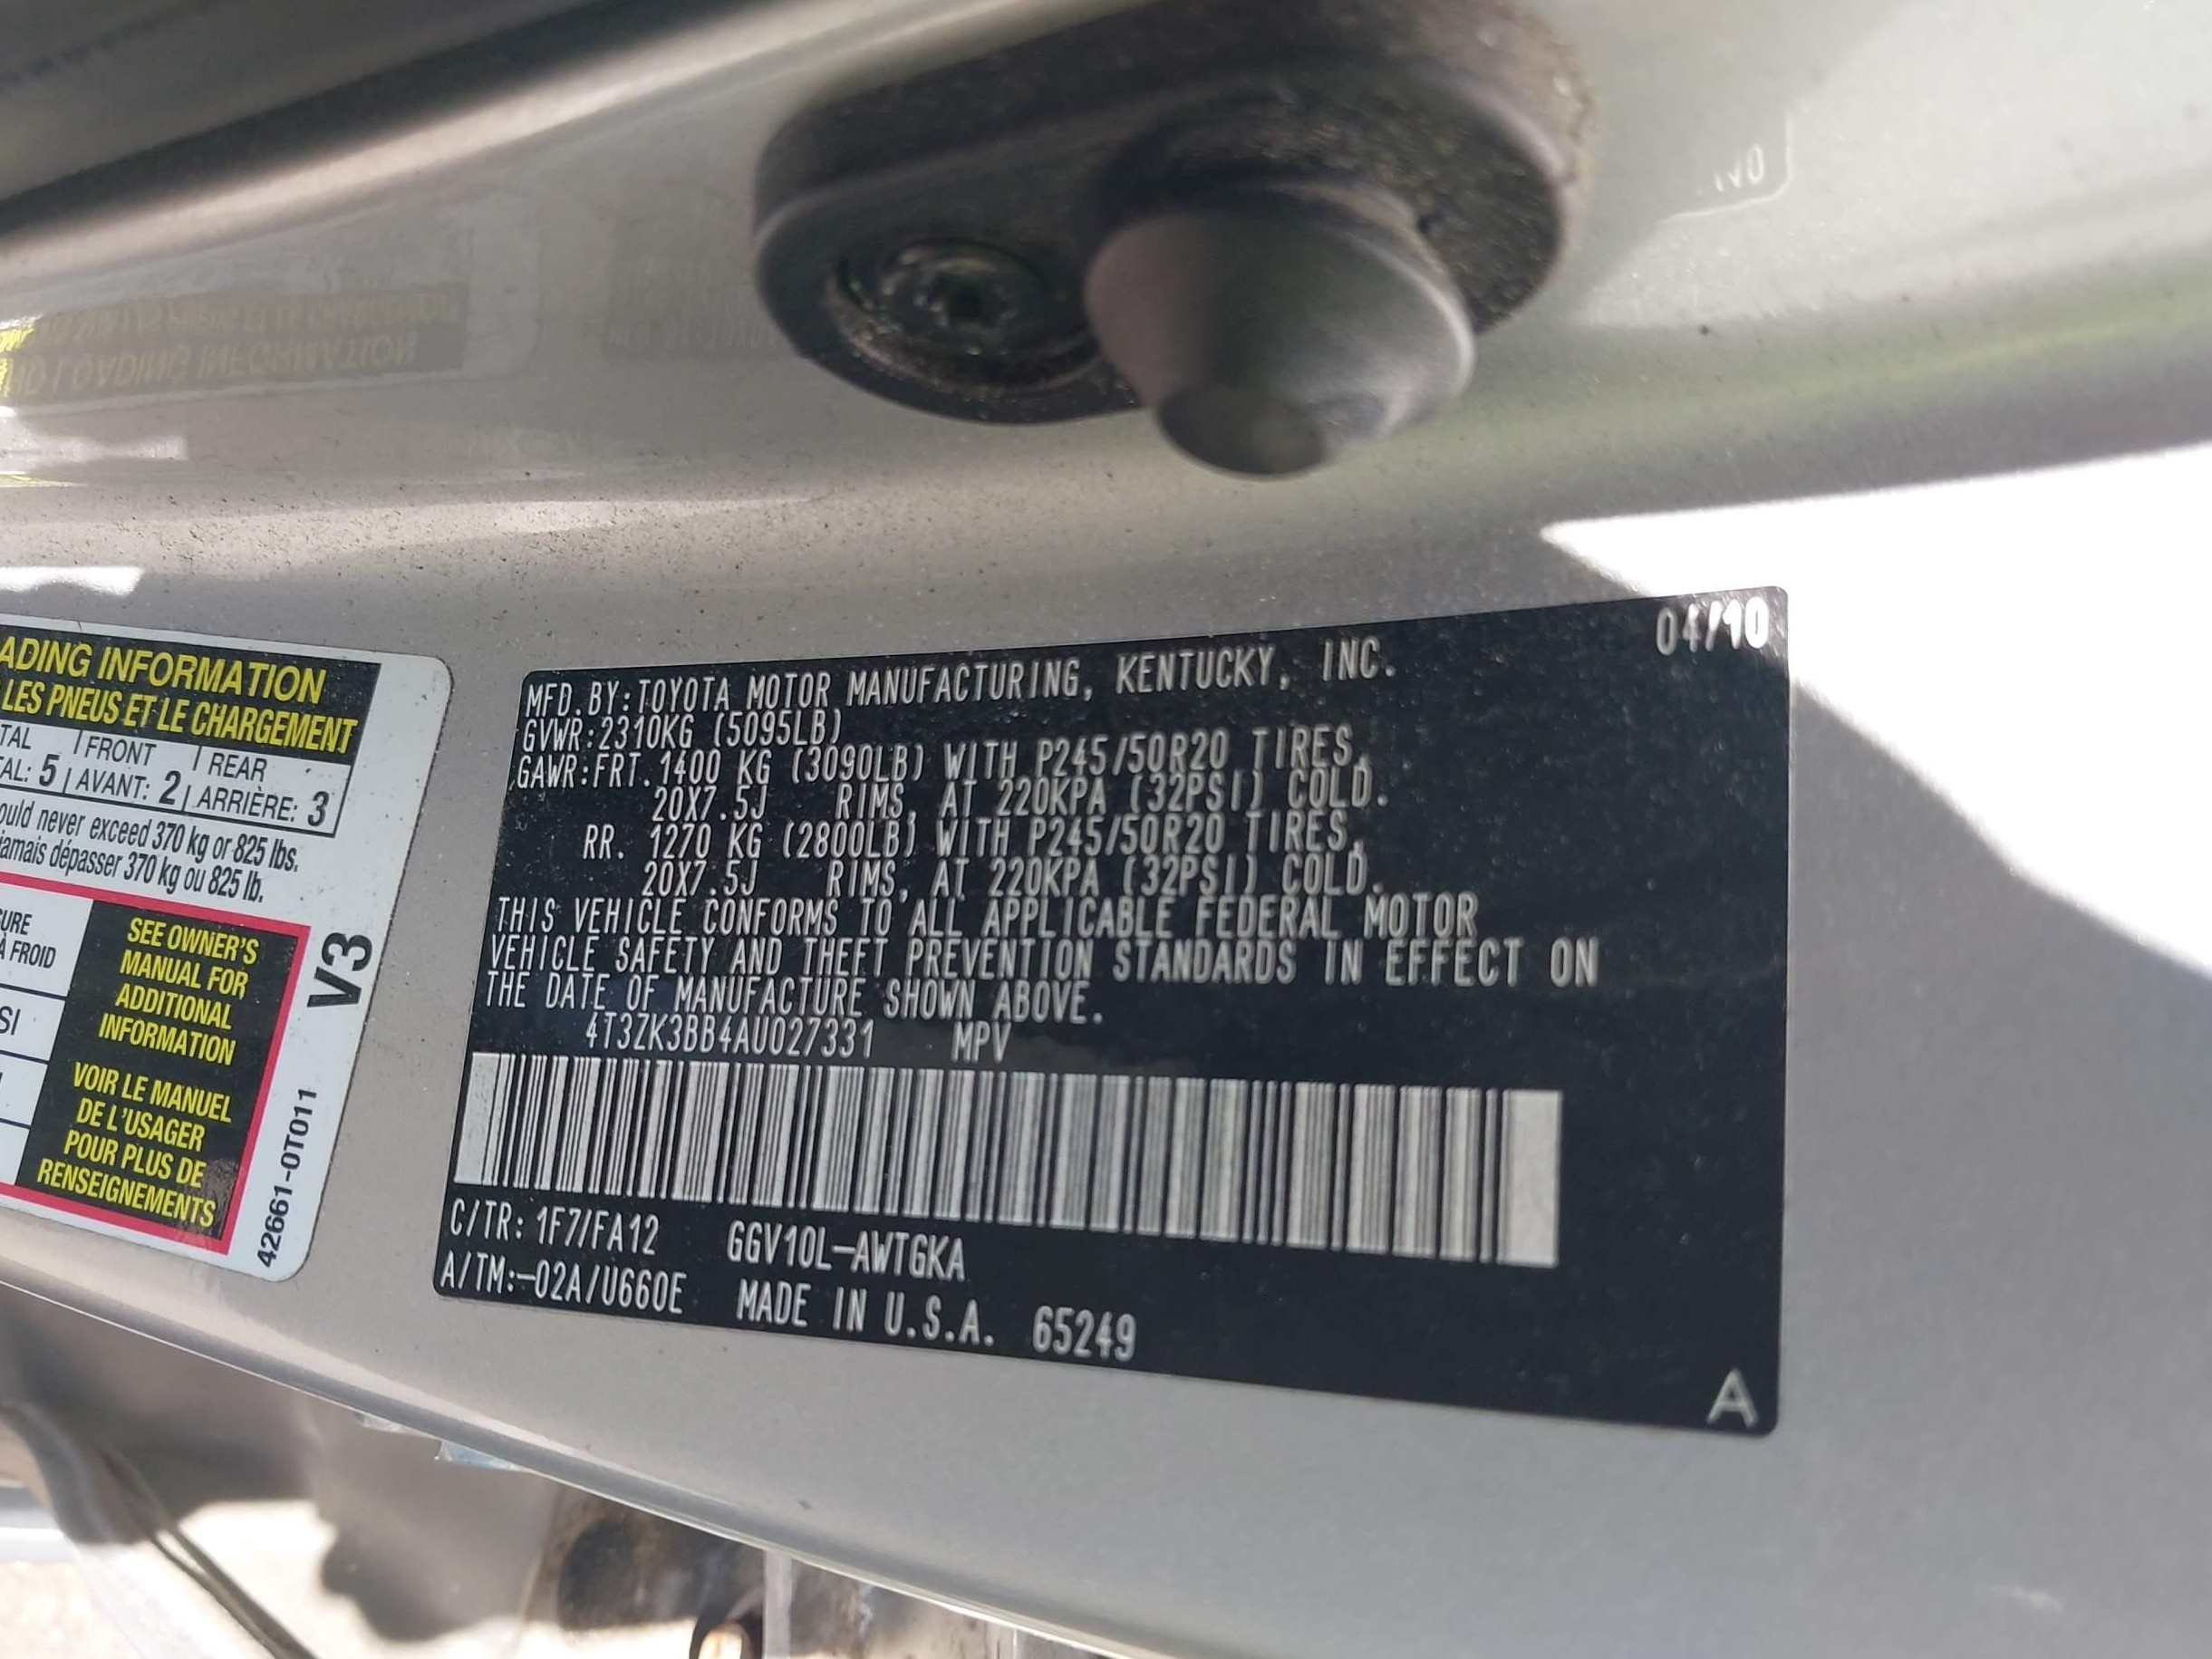 ADING INFORMATION
LES PNEUS ET LE CHARGEMENT
TAL | FRONT | REAR
AL: 5 | AVANT: 2 | ARRIÈRE: 3
ould never exceed 370 kg or 825 lbs.
jamais dépasser 370 kg ou 825 lb.
URE
À FROID
SI
SEE OWNER'S
MANUAL FOR
ADDITIONAL
INFORMATION
VOIR LE MANUEL
DE L'USAGER
POUR PLUS DE
RENSEIGNEMENTS
V3
42661-0T011
04/10
MFD. BY: TOYOTA MOTOR MANUFACTURING, KENTUCKY, INC.
GVWR: 2310KG (5095LB)
GAWR: FRT. 1400 KG (3090LB) WITH P245/50R20 TIRES,
20X7.5J RIMS, AT 220KPA (32PSI) COLD.
RR. 1270 KG (2800LB) WITH P245/50R20 TIRES,
20X7.5J RIMS, AT 220KPA (32PSI) COLD.
THIS VEHICLE CONFORMS TO ALL APPLICABLE FEDERAL MOTOR
VEHICLE SAFETY AND THEFT PREVENTION STANDARDS IN EFFECT ON
THE DATE OF MANUFACTURE SHOWN ABOVE.
4T3ZK3BB4AU027331 MPV
C/TR: 1F7/FA12 GGV10L-AWTGKA
A/TM:-02A/U660E MADE IN U.S.A. 65249
A